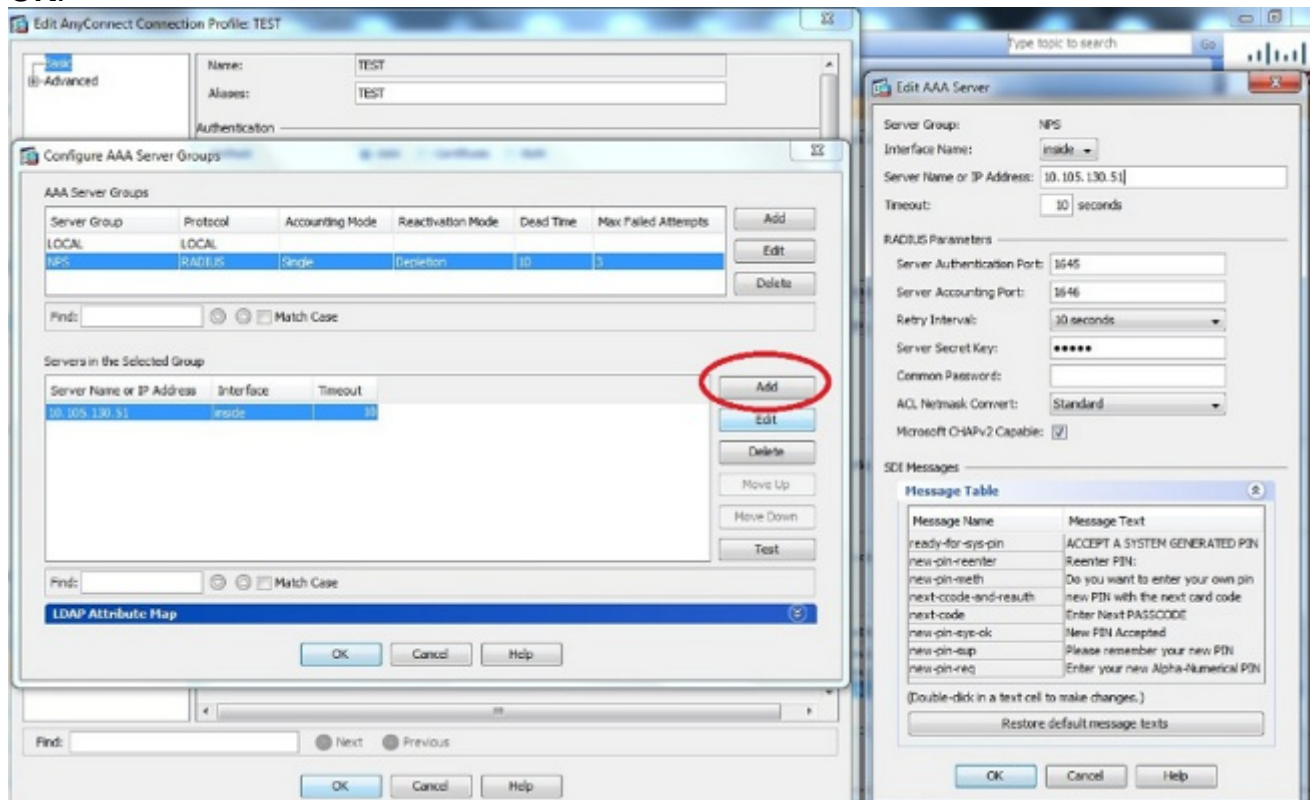 OK.
Edit AnyConnect Connection Profile: TEST
Basic
Advanced
Name: TEST
Aliases: TEST
Authentication
Configure AAA Server Groups
AAA Server Groups
Server Group Protocol Accounting Mode Reactivation Mode Dead Time Max Failed Attempts
LOCAL LOCAL
NPS RADIUS Single Depletion 10 3
Add
Edit
Delete
Find: Match Case
Servers in the Selected Group
Server Name or IP Address Interface Timeout
10.105.130.51 inside 10
Add
Edit
Delete
Move Up
Move Down
Test
Find: Match Case
LDAP Attribute Map
OK Cancel Help
Find: Next Previous
OK Cancel Help
Type topic to search Go
Edit AAA Server
Server Group: NPS
Interface Name: inside
Server Name or IP Address: 10.105.130.51
Timeout: 10 seconds
RADIUS Parameters
Server Authentication Port: 1645
Server Accounting Port: 1646
Retry Interval: 10 seconds
Server Secret Key: •••••
Common Password:
ACL Netmask Convert: Standard
Microsoft CHAPv2 Capable:
SDI Messages
Message Table
Message Name Message Text
ready-for-sys-pin ACCEPT A SYSTEM GENERATED PIN
new-pin-reenter Reenter PIN:
new-pin-meth Do you want to enter your own pin
next-ccode-and-reauth new PIN with the next card code
next-code Enter Next PASSCODE
new-pin-sys-ok New PIN Accepted
new-pin-sup Please remember your new PIN
new-pin-req Enter your new Alpha-Numerical PIN
(Double-click in a text cell to make changes.)
Restore default message texts
OK Cancel Help